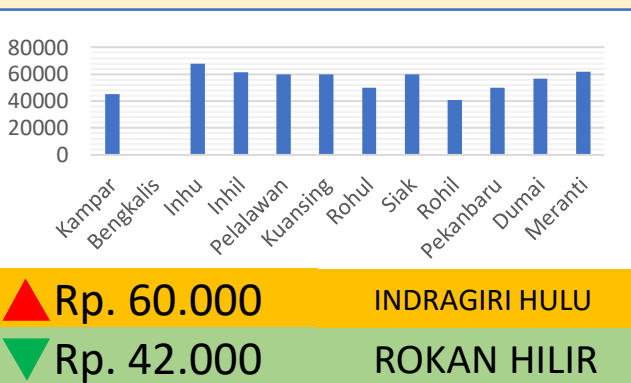 80000
60000
40000
20000
0
Kampar
Bengkalis
Inhu
Inhil
Pelalawan
Kuansing
Rohul
Siak
Rohil
Pekanbaru
Dumai
Meranti
Rp. 60.000 INDRAGIRI HULU
Rp. 42.000 ROKAN HILIR